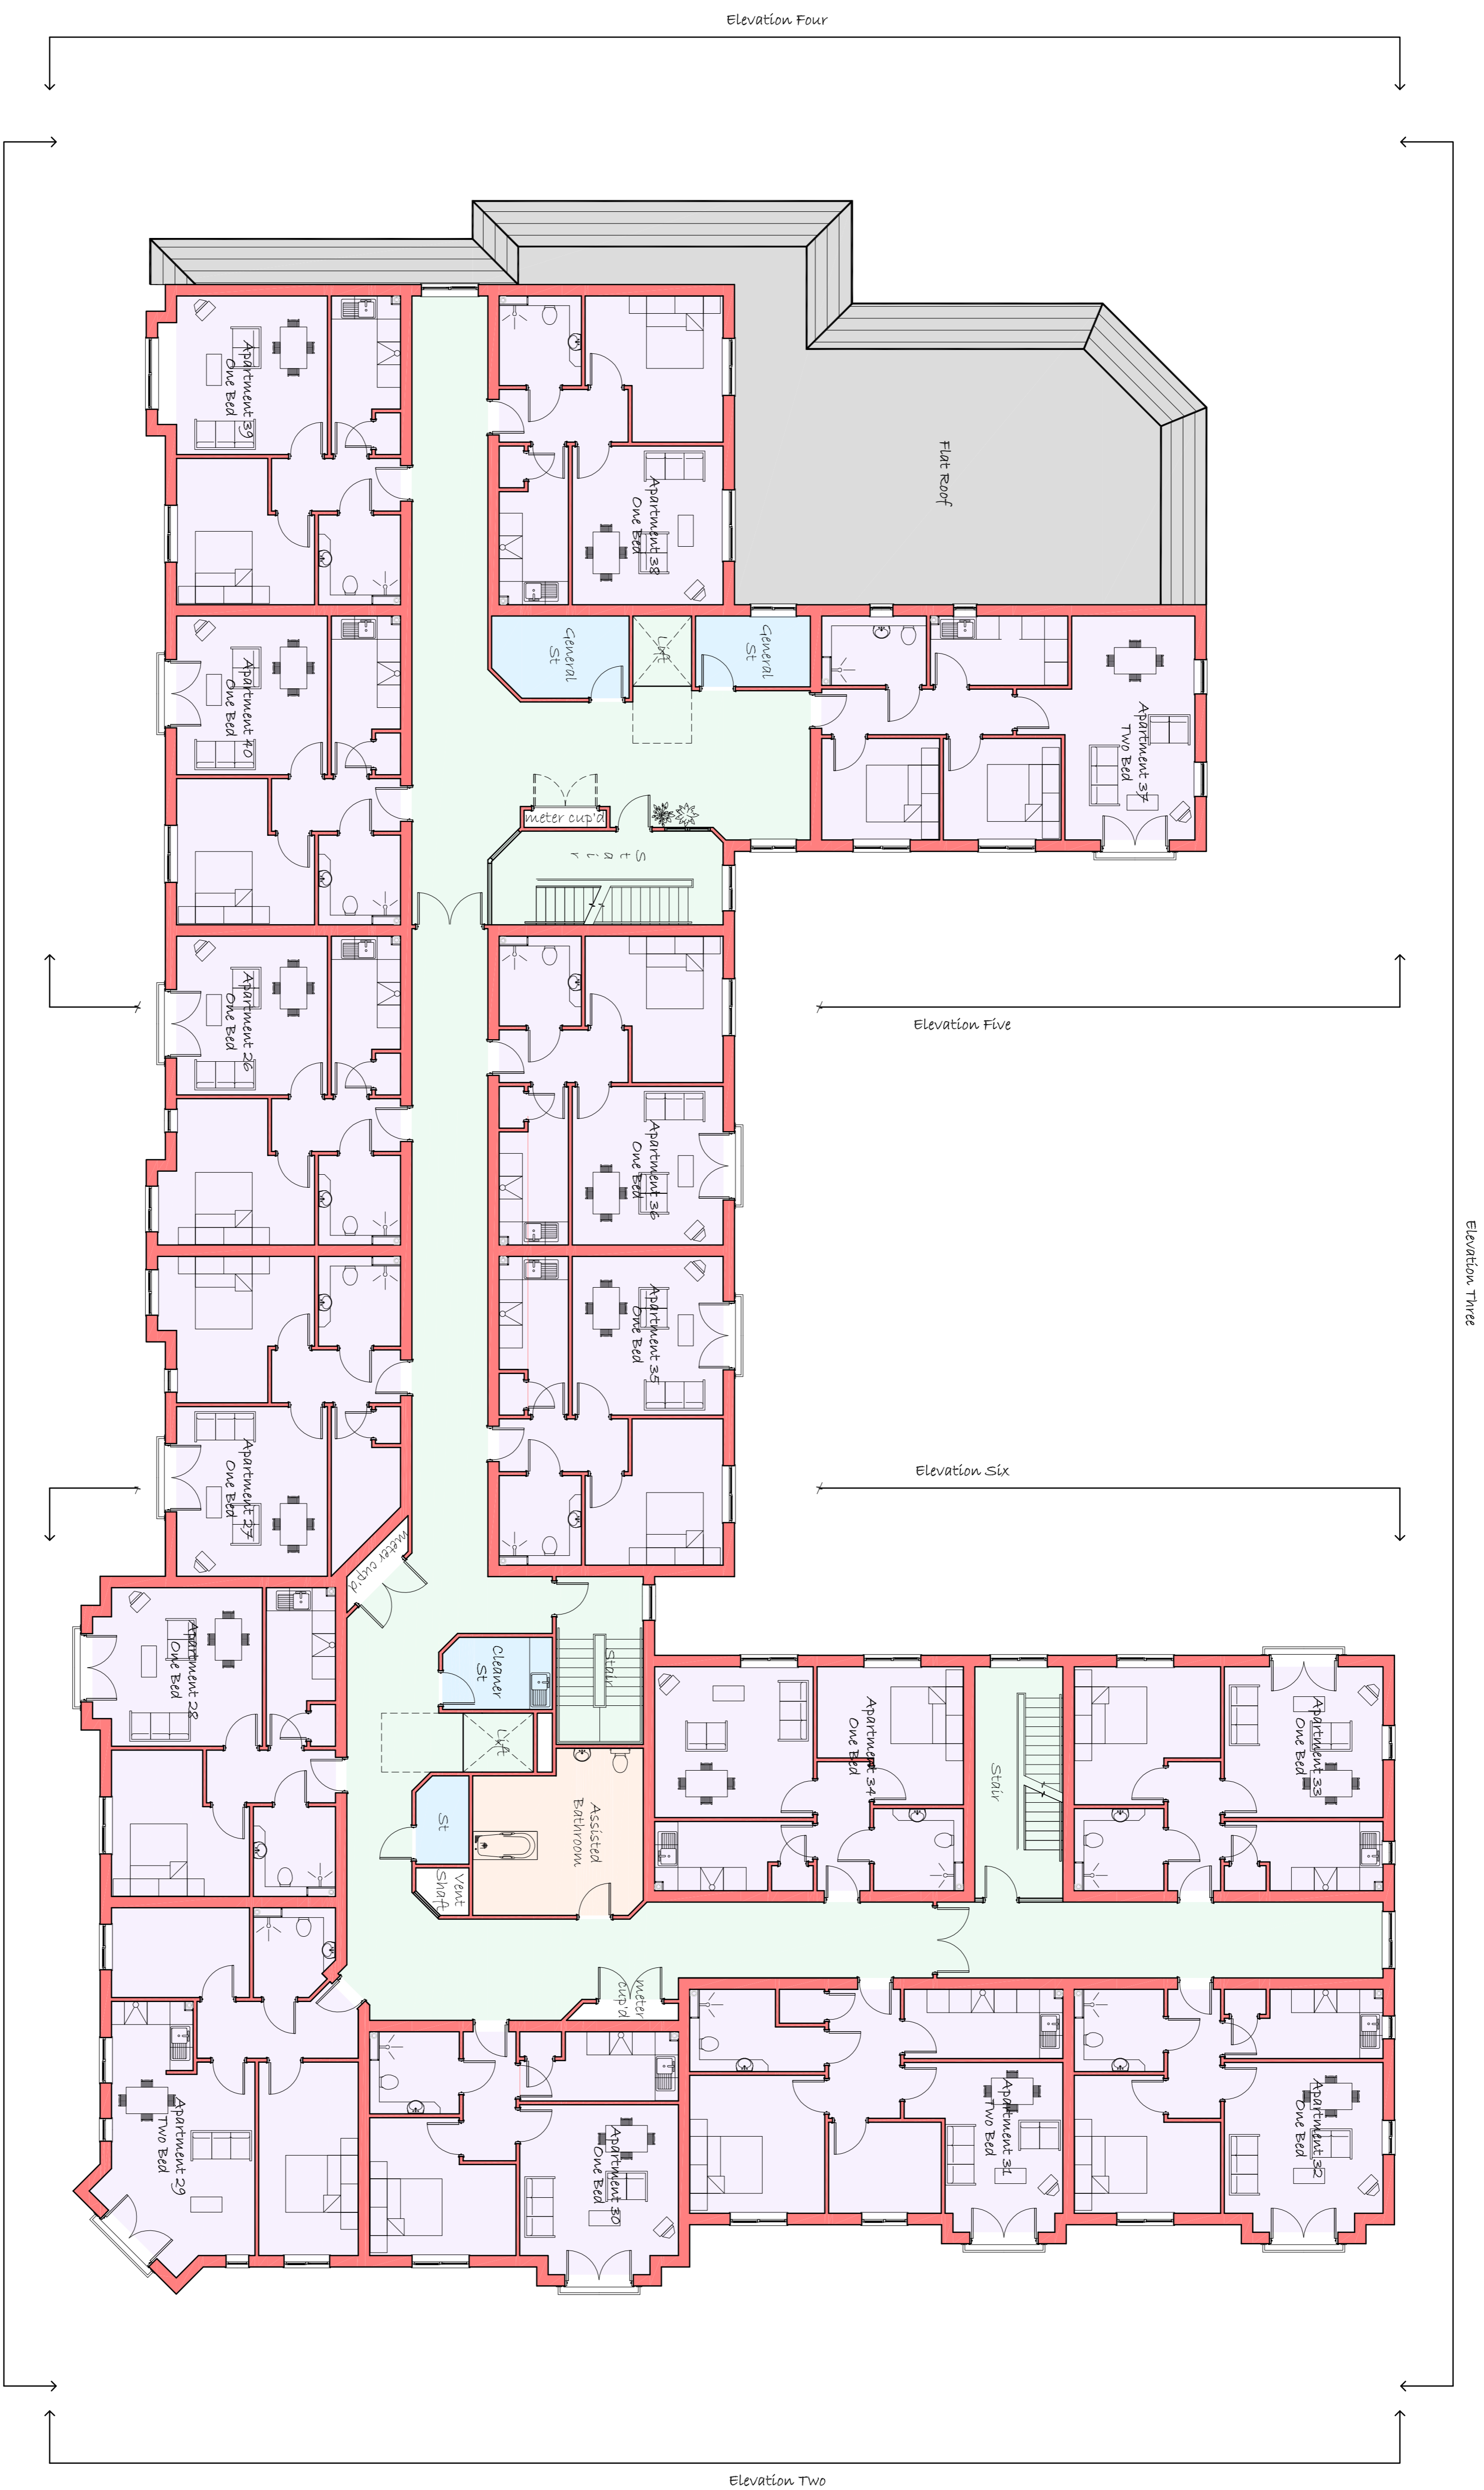 Elevation Four
Apartment 39
One Bed
Apartment 38
One Bed
Flat Roof
General
St
Lift
General
St
Apartment 40
One Bed
Apartment 37
Two Bed
meter cup'd
Stair
Apartment 26
One Bed
Elevation Five
Apartment 36
One Bed
Elevation Three
Apartment 35
One Bed
Apartment 27
One Bed
Elevation Six
meter cup'd
Apartment 28
One Bed
Cleaner
St
Stair
Lift
Apartment 34
One Bed
Stair
Apartment 33
One Bed
St
Assisted
Bathroom
Vent
Shaft
meter
cup'd
Apartment 29
Two Bed
Apartment 30
One Bed
Apartment 31
Two Bed
Apartment 32
One Bed
Elevation Two